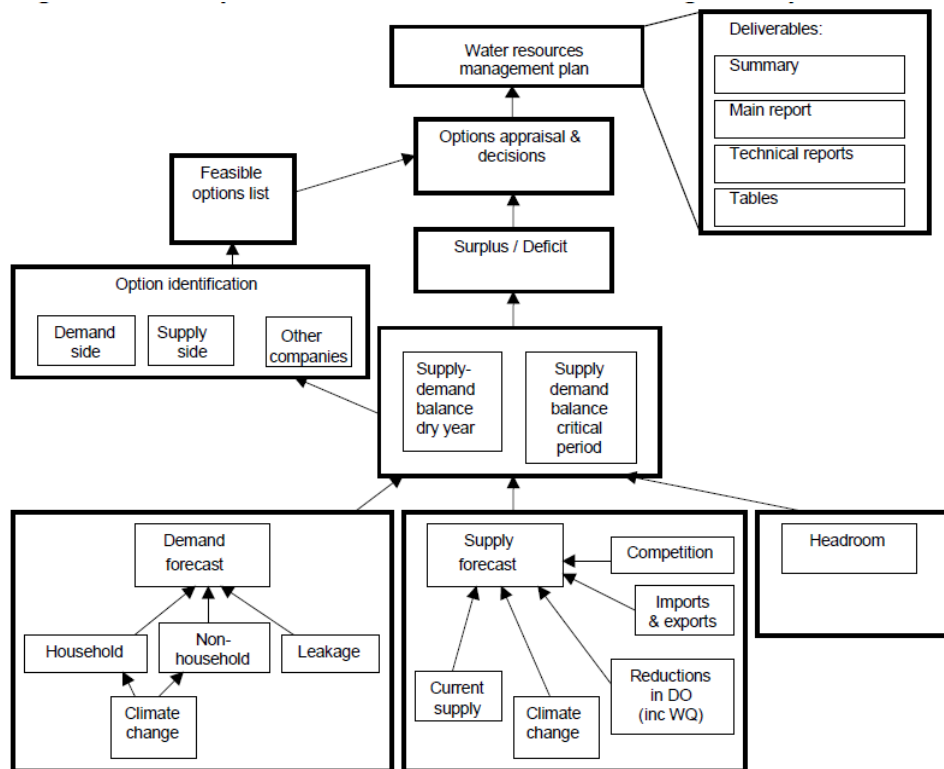 Water resources
management plan
Deliverables:
Summary
Main report
Technical reports
Tables
Options appraisal &
decisions
Feasible
options list
Surplus / Deficit
Option identification
Demand
side
Supply
side
Other
companies
Supply-
demand
balance
dry year
Supply
demand
balance
critical
period
Demand
forecast
Household
Non-
household
Leakage
Climate
change
Supply
forecast
Competition
Imports
& exports
Reductions
in DO
(inc WQ)
Current
supply
Climate
change
Headroom